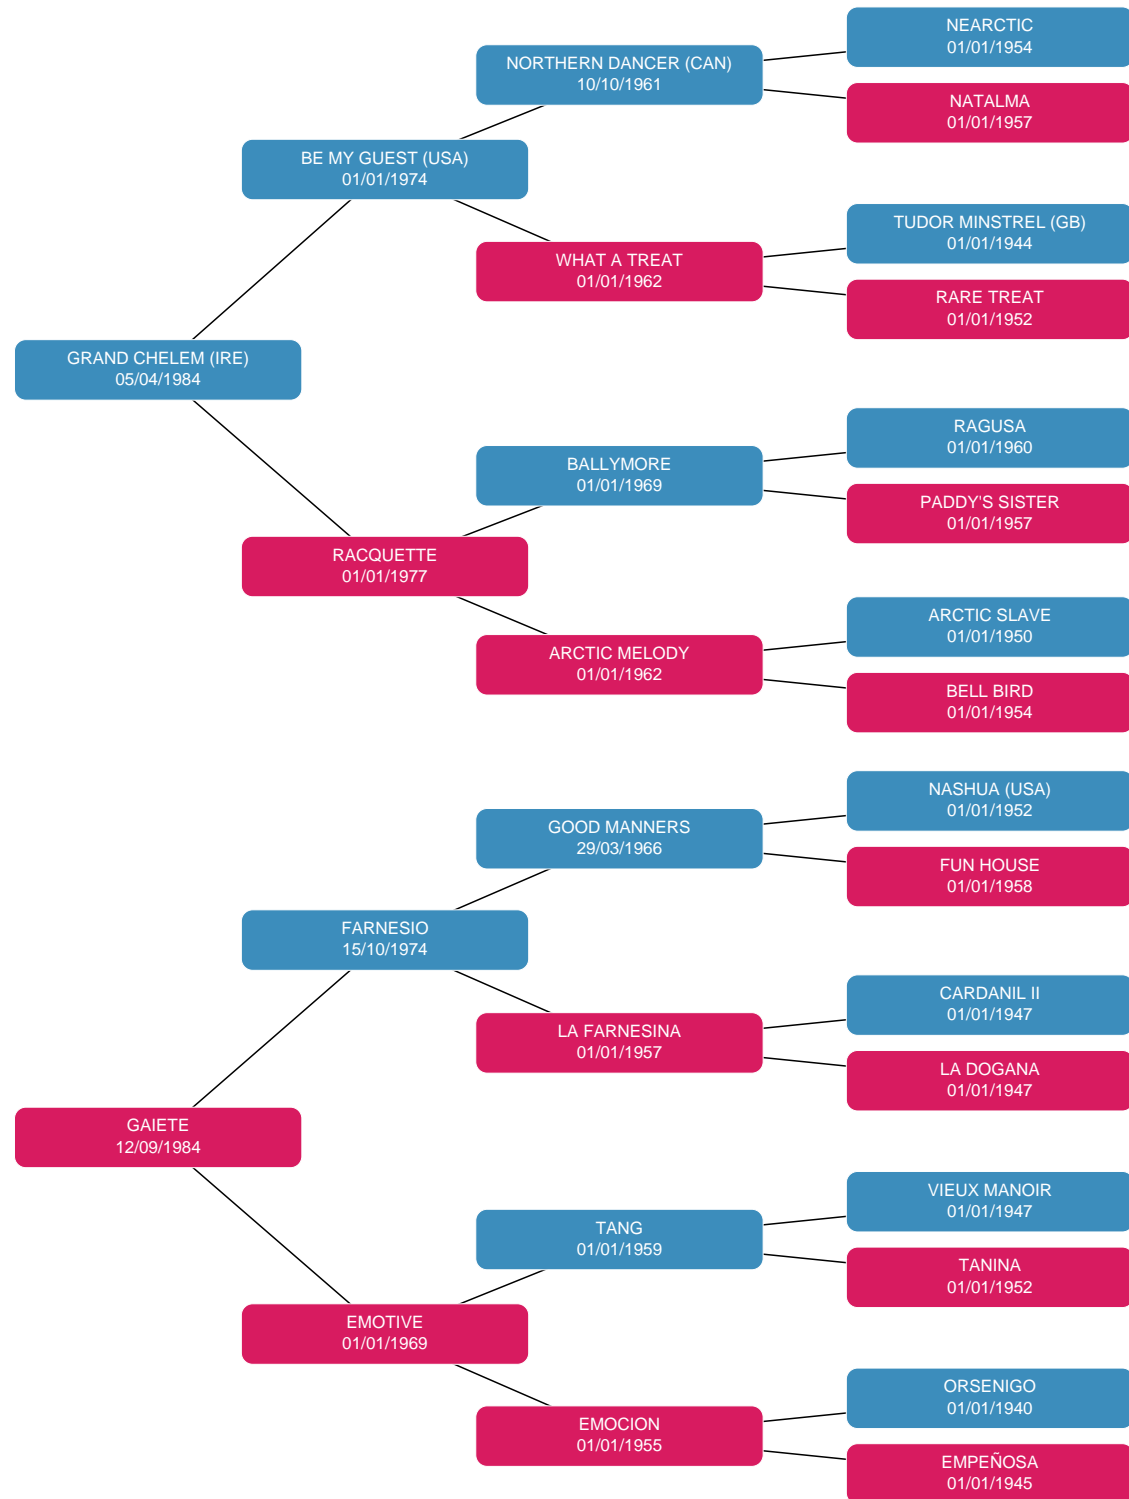 NEARCTIC
01/01/1954
NORTHERN DANCER (CAN)
10/10/1961
NATALMA
01/01/1957
BE MY GUEST (USA)
01/01/1974
TUDOR MINSTREL (GB)
01/01/1944
WHAT A TREAT
01/01/1962
RARE TREAT
01/01/1952
GRAND CHELEM (IRE)
05/04/1984
RAGUSA
01/01/1960
BALLYMORE
01/01/1969
PADDY'S SISTER
01/01/1957
RACQUETTE
01/01/1977
ARCTIC SLAVE
01/01/1950
ARCTIC MELODY
01/01/1962
BELL BIRD
01/01/1954
NASHUA (USA)
01/01/1952
GOOD MANNERS
29/03/1966
FUN HOUSE
01/01/1958
FARNESIO
15/10/1974
CARDANIL II
01/01/1947
LA FARNESINA
01/01/1957
LA DOGANA
01/01/1947
GAIETE
12/09/1984
VIEUX MANOIR
01/01/1947
TANG
01/01/1959
TANINA
01/01/1952
EMOTIVE
01/01/1969
ORSENIGO
01/01/1940
EMOCION
01/01/1955
EMPEÑOSA
01/01/1945